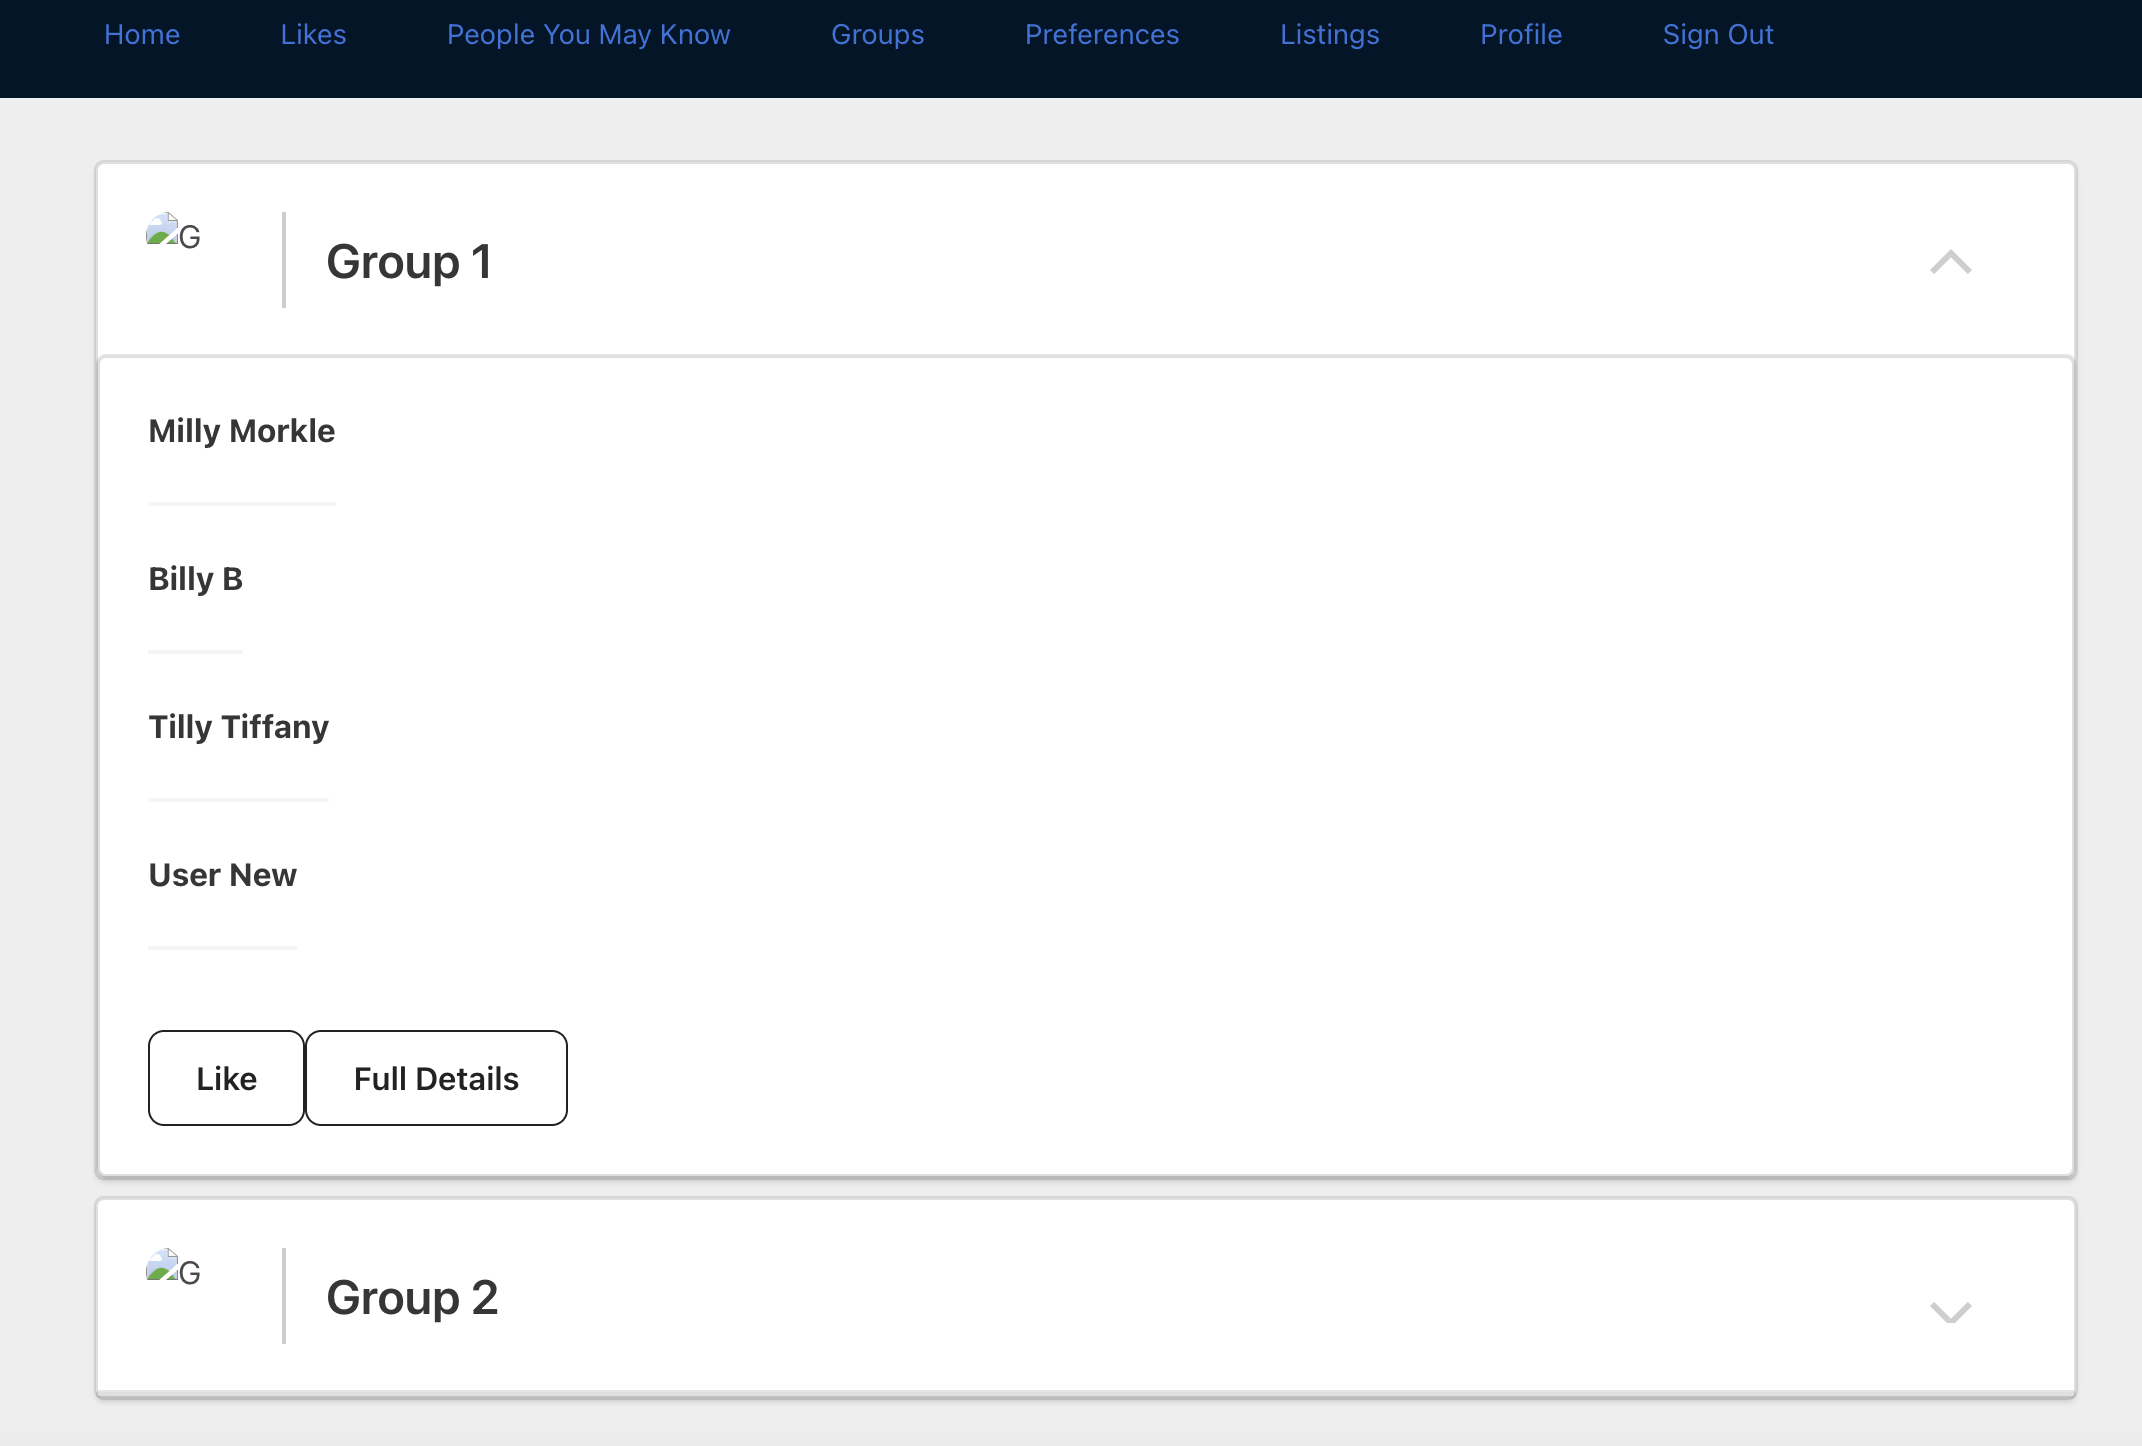 Home Likes People You May Know Groups Preferences Listings Profile Sign Out
G
Group 1
Milly Morkle
Billy B
Tilly Tiffany
User New
Like Full Details
G
Group 2